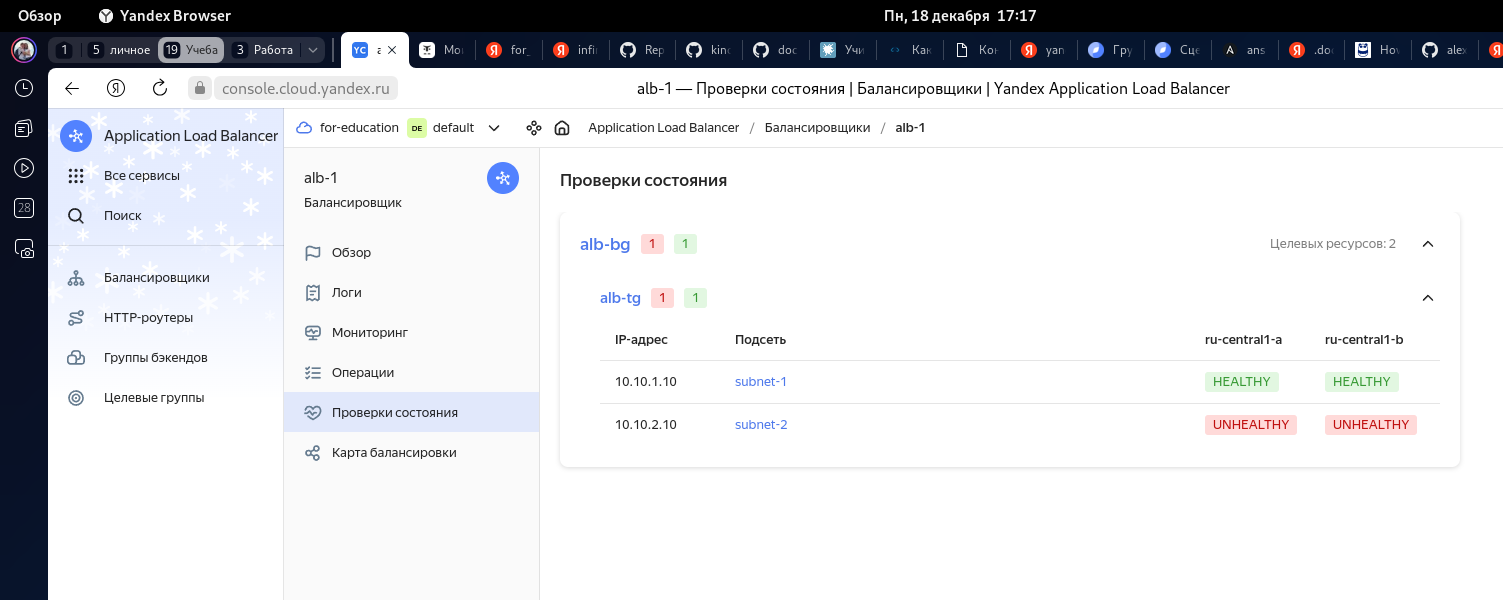 Обзор Yandex Browser Пн, 18 декабря 17:17
1 5 личное 19 Учеба 3 Работа YC for_ infi Rep kind doc Учи Как Кон yan Гру Сце A ans .doc Hov alex
console.cloud.yandex.ru alb-1 — Проверки состояния | Балансировщики | Yandex Application Load Balancer
28
Application Load Balancer
Все сервисы
Поиск
Балансировщики
HTTP-роутеры
Группы бэкендов
Целевые группы
for-education DE default Application Load Balancer / Балансировщики / alb-1
alb-1
Балансировщик
Обзор
Логи
Мониторинг
Операции
Проверки состояния
Карта балансировки
Проверки состояния
alb-bg 1 1 Целевых ресурсов: 2
alb-tg 1 1
IP-адрес Подсеть ru-central1-a ru-central1-b
10.10.1.10 subnet-1 HEALTHY HEALTHY
10.10.2.10 subnet-2 UNHEALTHY UNHEALTHY